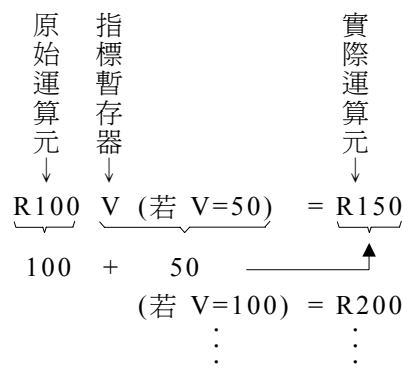 原始運算元
指標暫存器
實際運算元
R100 V (若 V=50) = R150
100 + 50
(若 V=100) = R200